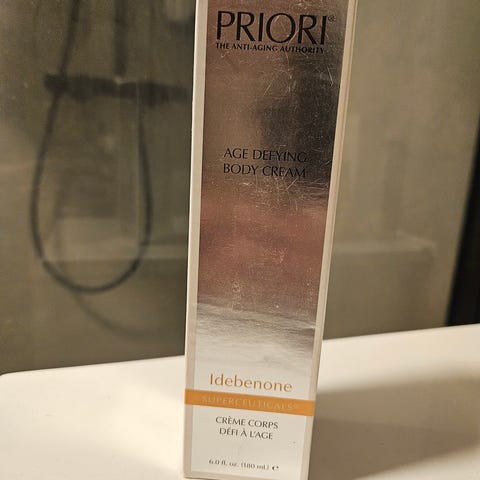 PRIORI®
THE ANTI-AGING AUTHORITY
AGE DEFYING
BODY CREAM
Idebenone
SUPERCEUTICALS®
CRÈME CORPS
DÉFI À L'AGE
6.0 fl. oz. (180 mL) ℮